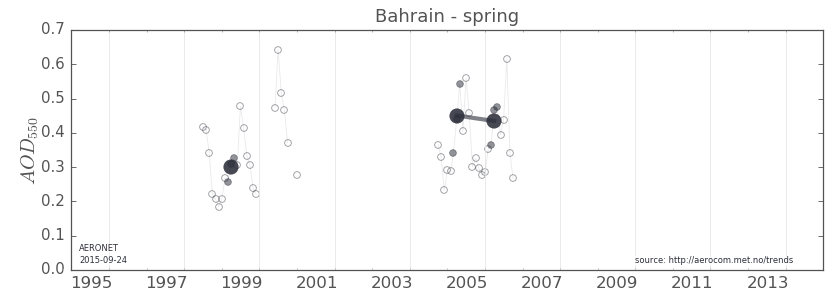 Bahrain - spring
0.7
0.6
0.5
0.4
0.3
0.2
0.1
0.0
AOD550
AERONET
2015-09-24
source: http://aerocom.met.no/trends
1995 1997 1999 2001 2003 2005 2007 2009 2011 2013